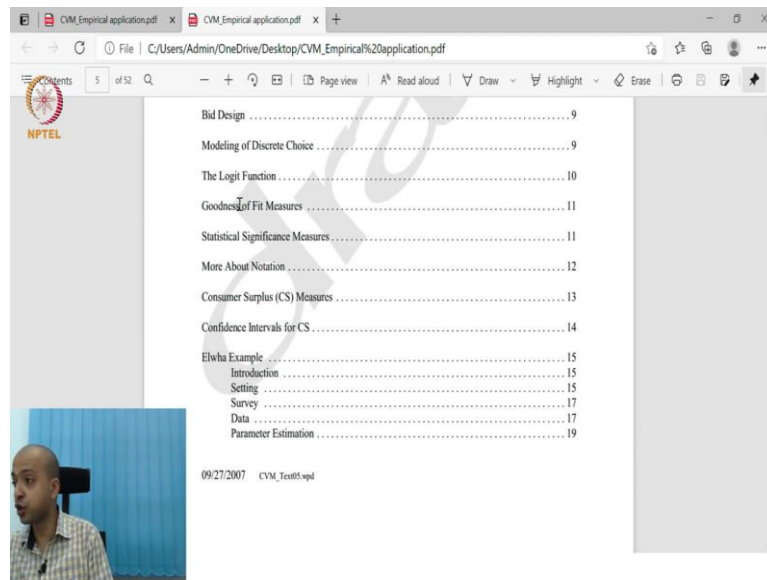 CVM_Empirical application.pdf
CVM_Empirical application.pdf
File | C:/Users/Admin/OneDrive/Desktop/CVM_Empirical%20application.pdf
Contents 5 of 52 Page view Read aloud Draw Highlight Erase
NPTEL
draft
Bid Design 9
Modeling of Discrete Choice 9
The Logit Function 10
Goodness of Fit Measures 11
Statistical Significance Measures 11
More About Notation 12
Consumer Surplus (CS) Measures 13
Confidence Intervals for CS 14
Elwha Example 15
Introduction 15
Setting 15
Survey 17
Data 17
Parameter Estimation 19
09/27/2007 CVM_Text05.wpd